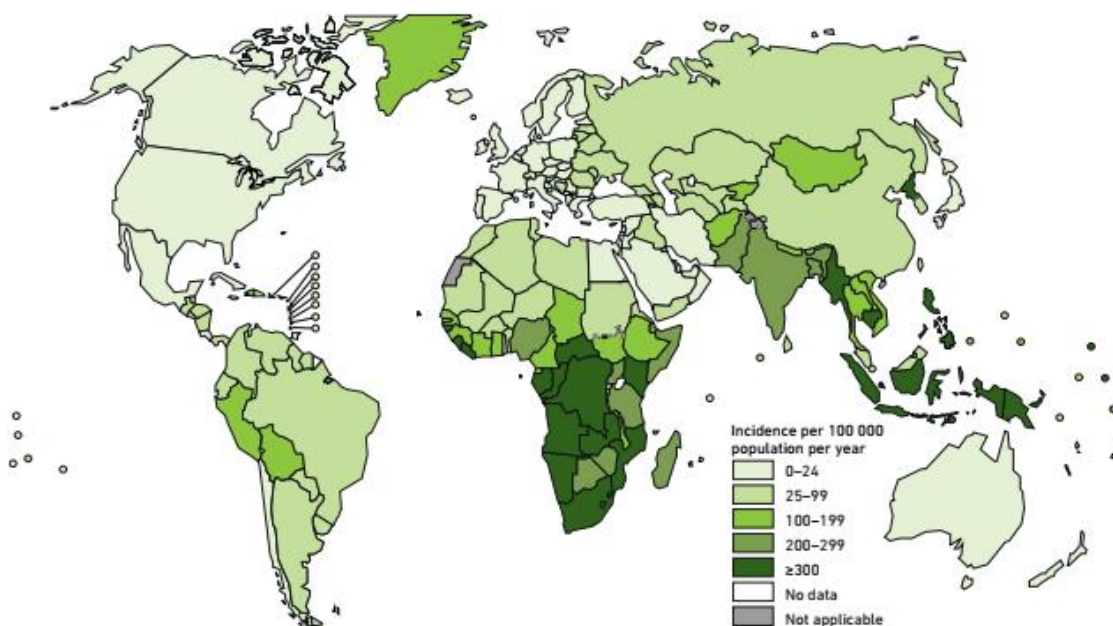 Incidence per 100 000
population per year
0–24
25–99
100–199
200–299
≥300
No data
Not applicable